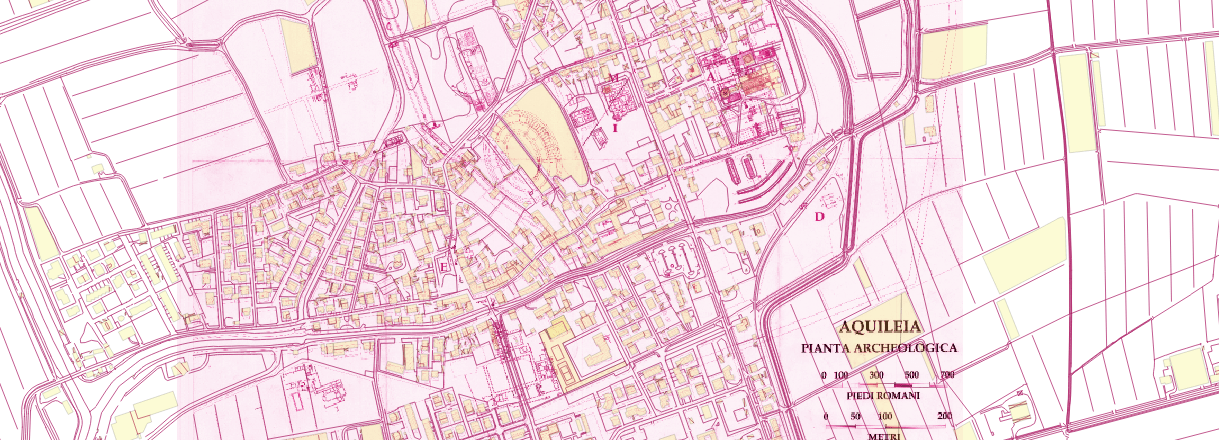 M
A
I
D
E
AQUILEIA
PIANTA ARCHEOLOGICA
0 100 300 500 700
PIEDI ROMANI
0 50 100 200
METRI